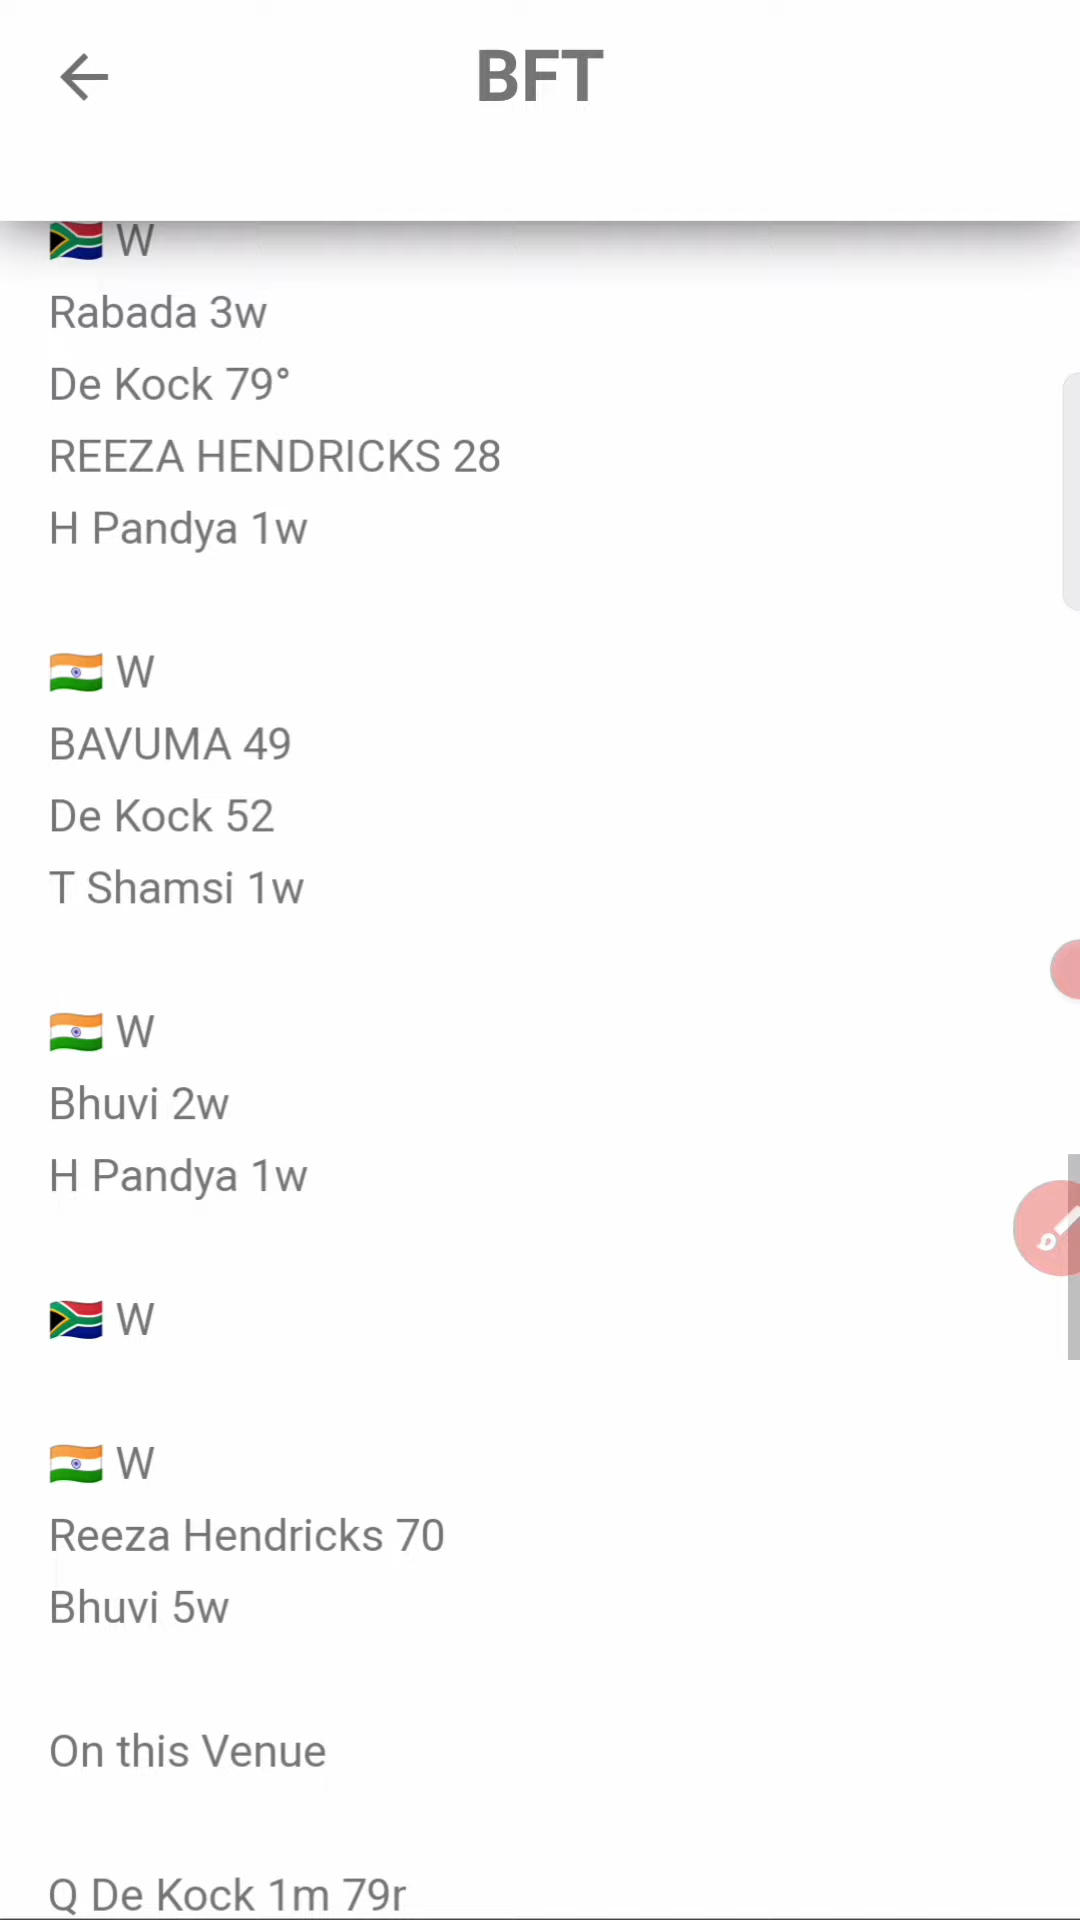 BFT
🇿🇦 W
Rabada 3w
De Kock 79°
REEZA HENDRICKS 28
H Pandya 1w
🇮🇳 W
BAVUMA 49
De Kock 52
T Shamsi 1w
🇮🇳 W
Bhuvi 2w
H Pandya 1w
🇿🇦 W
🇮🇳 W
Reeza Hendricks 70
Bhuvi 5w
On this Venue
Q De Kock 1m 79r